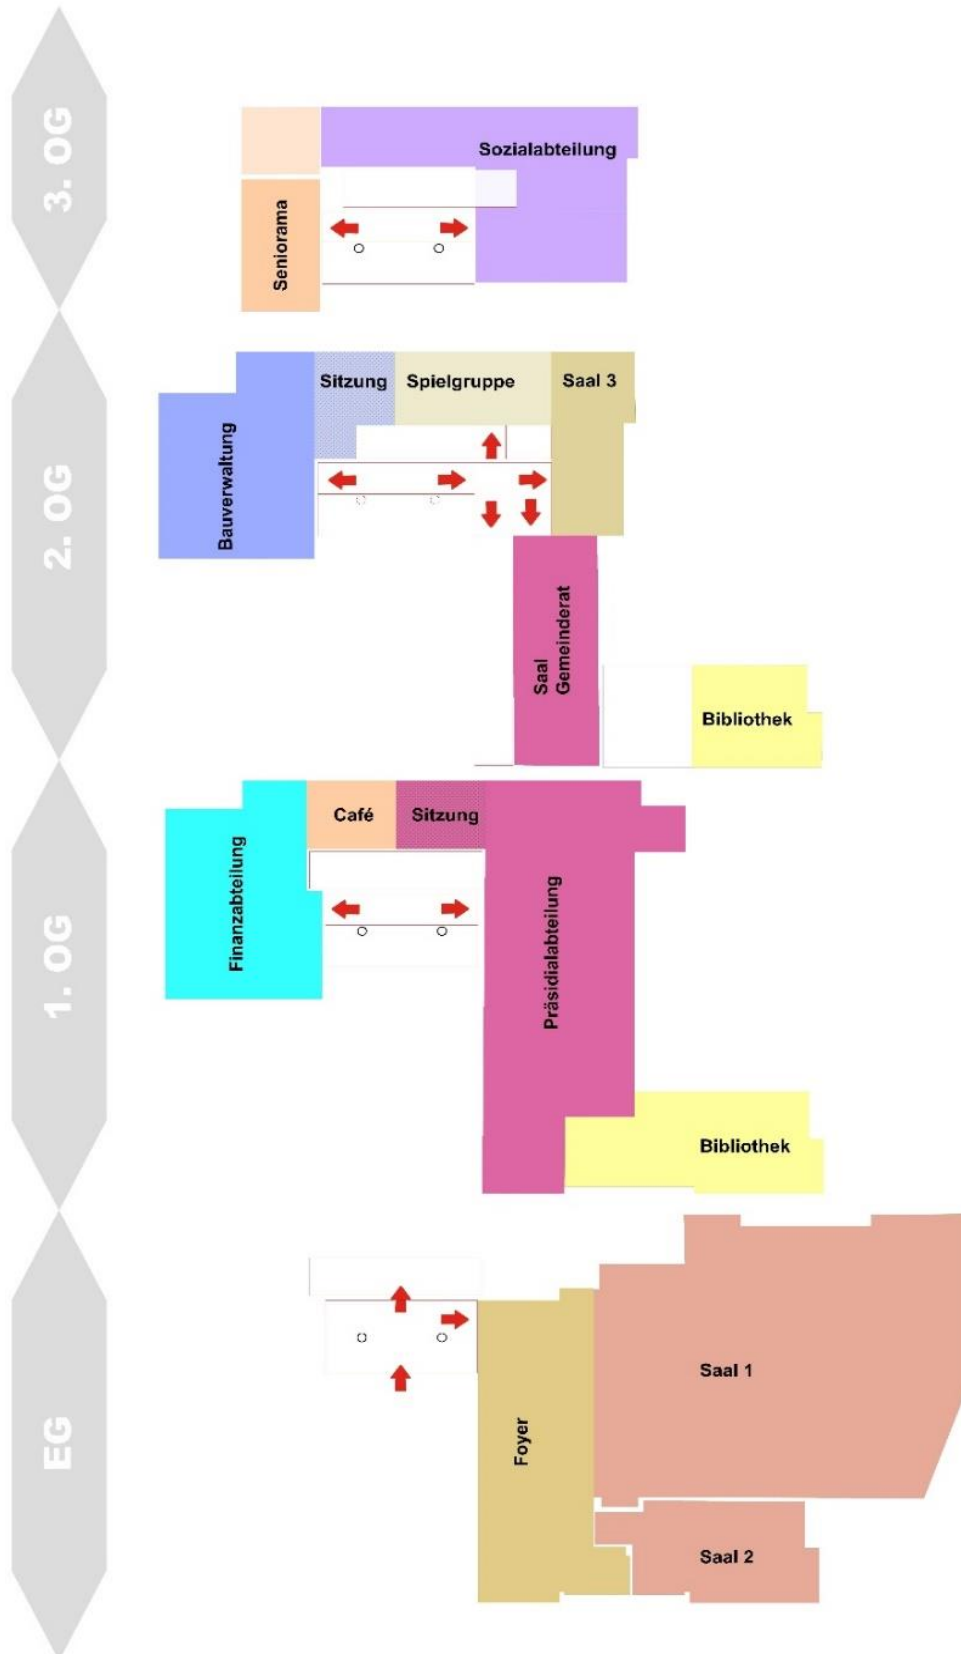 3. OG
Sozialabteilung
Seniorama
2. OG
Sitzung
Spielgruppe
Saal 3
Bauverwaltung
Saal
Gemeinderat
Bibliothek
1. OG
Café
Sitzung
Finanzabteilung
Präsidialabteilung
Bibliothek
EG
Saal 1
Foyer
Saal 2